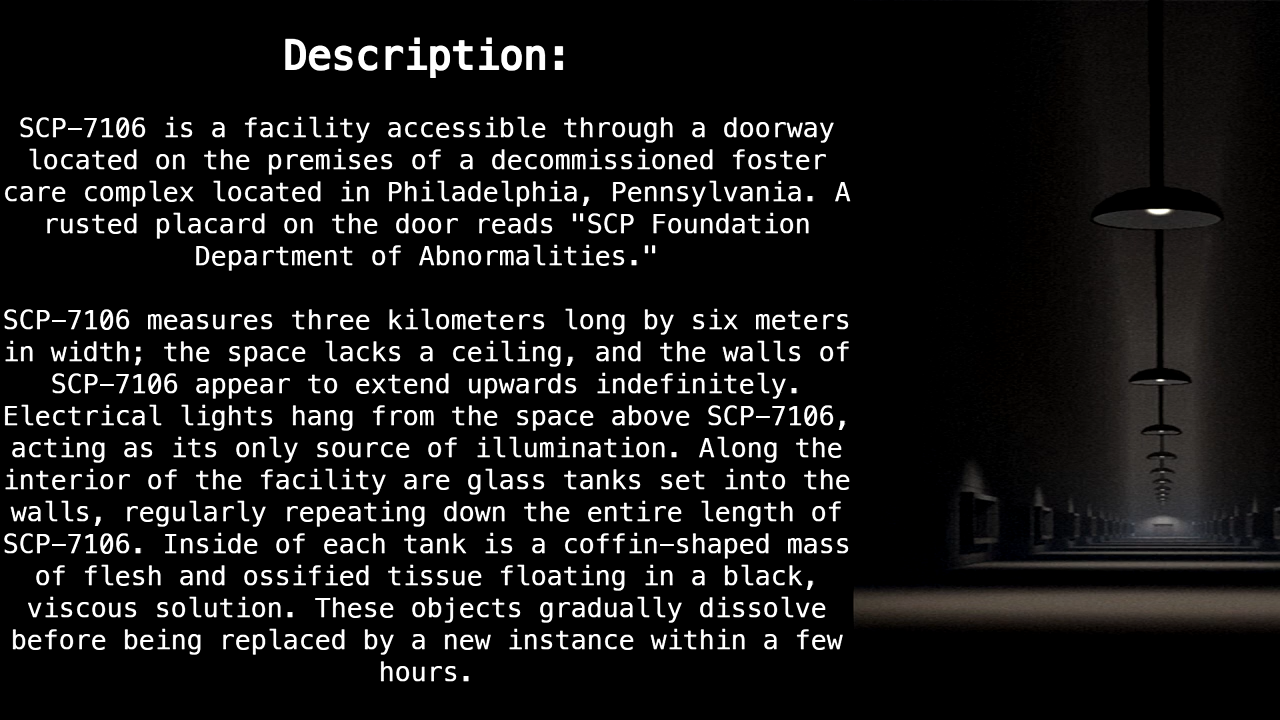 Description:
SCP-7106 is a facility accessible through a doorway
located on the premises of a decommissioned foster
care complex located in Philadelphia, Pennsylvania. A
rusted placard on the door reads "SCP Foundation
Department of Abnormalities."
SCP-7106 measures three kilometers long by six meters
in width; the space lacks a ceiling, and the walls of
SCP-7106 appear to extend upwards indefinitely.
Electrical lights hang from the space above SCP-7106,
acting as its only source of illumination. Along the
interior of the facility are glass tanks set into the
walls, regularly repeating down the entire length of
SCP-7106. Inside of each tank is a coffin-shaped mass
of flesh and ossified tissue floating in a black,
viscous solution. These objects gradually dissolve
before being replaced by a new instance within a few
hours.